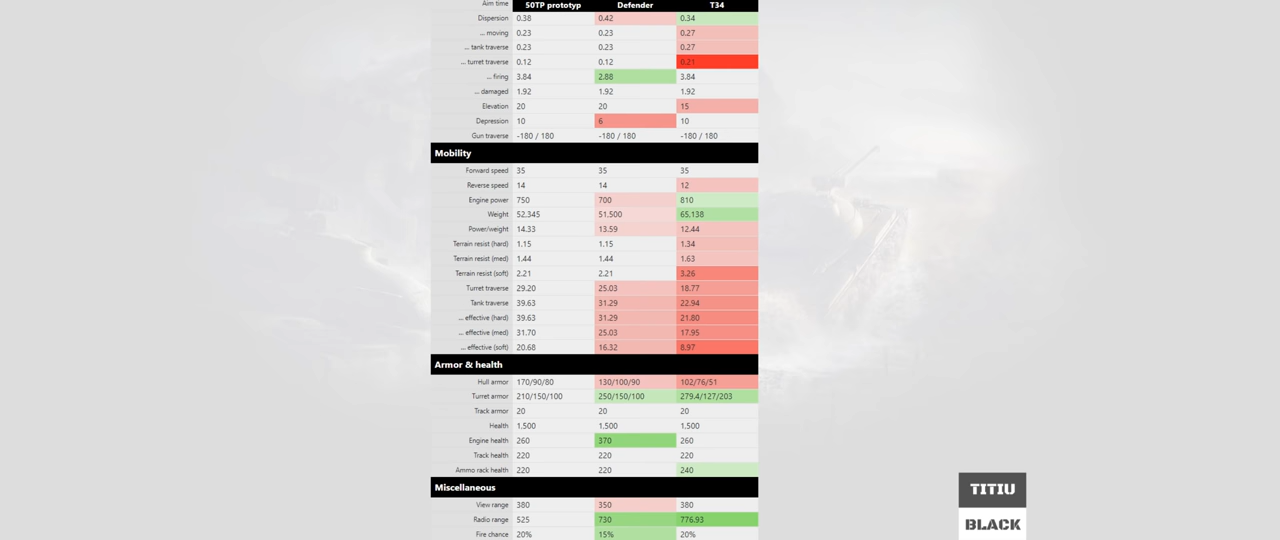 Aim time 50TP prototyp Defender T34
Dispersion 0.38 0.42 0.34
... moving 0.23 0.23 0.27
... tank traverse 0.23 0.23 0.27
... turret traverse 0.12 0.12 0.21
... firing 3.84 2.88 3.84
... damaged 1.92 1.92 1.92
Elevation 20 20 15
Depression 10 6 10
Gun traverse -180 / 180 -180 / 180 -180 / 180
Mobility
Forward speed 35 35 35
Reverse speed 14 14 12
Engine power 750 700 810
Weight 52.345 51.500 65.138
Power/weight 14.33 13.59 12.44
Terrain resist (hard) 1.15 1.15 1.34
Terrain resist (med) 1.44 1.44 1.63
Terrain resist (soft) 2.21 2.21 3.26
Turret traverse 29.20 25.03 18.77
Tank traverse 39.63 31.29 22.94
... effective (hard) 39.63 31.29 21.80
... effective (med) 31.70 25.03 17.95
... effective (soft) 20.68 16.32 8.97
Armor & health
Hull armor 170/90/80 130/100/90 102/76/51
Turret armor 210/150/100 250/150/100 279.4/127/203
Track armor 20 20 20
Health 1,500 1,500 1,500
Engine health 260 370 260
Track health 220 220 220
Ammo rack health 220 220 240
Miscellaneous
View range 380 350 380
Radio range 525 730 776.93
Fire chance 20% 15% 20%
TITIU
BLACK